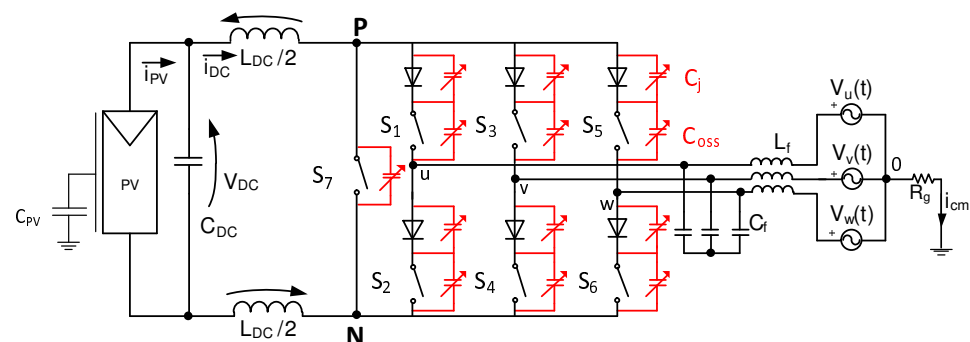 P
L_DC/2
i_PV
i_DC
V_u(t)
C_j
S_1
S_3
S_5
C_oss
L_f
+
V_v(t)
0
u
S_7
PV
V_DC
v
+
R_g
i_cm
C_PV
C_DC
w
C_f
V_w(t)
+
S_2
S_4
S_6
L_DC/2
N